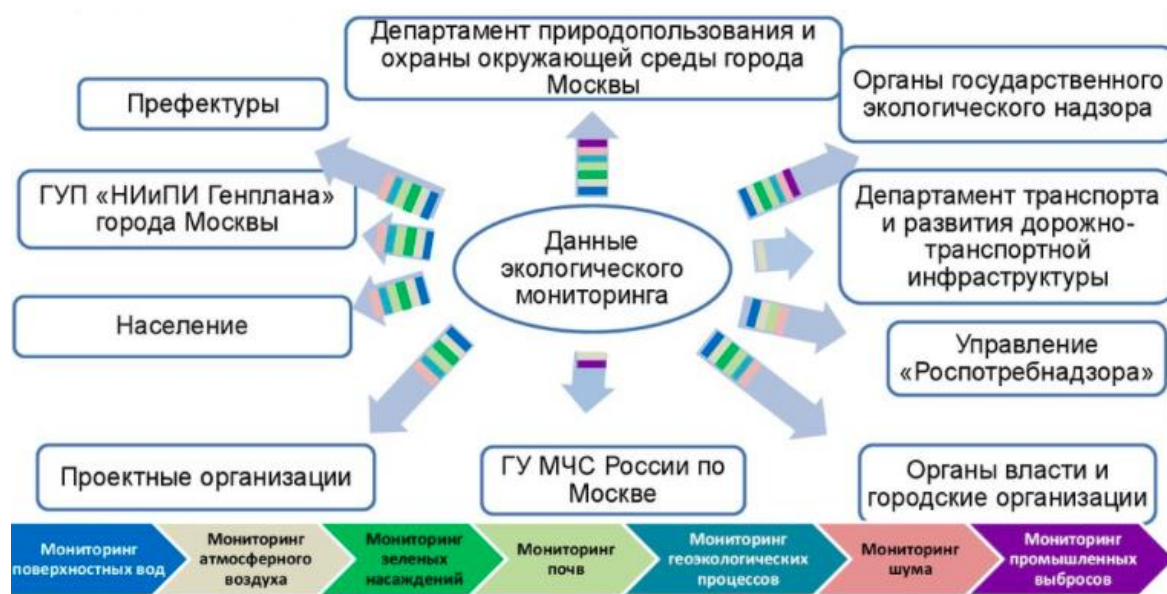 Департамент природопользования и
охраны окружающей среды города
Москвы
Органы государственного
экологического надзора
Префектуры
ГУП «НИиПИ Генплана»
города Москвы
Департамент транспорта
и развития дорожно-
транспортной
инфраструктуры
Данные
экологического
мониторинга
Население
Управление
«Роспотребнадзора»
Проектные организации
ГУ МЧС России по
Москве
Органы власти и
городские организации
Мониторинг
поверхностных вод
Мониторинг
атмосферного
воздуха
Мониторинг
зеленых
насаждений
Мониторинг
почв
Мониторинг
геоэкологических
процессов
Мониторинг
шума
Мониторинг
промышленных
выбросов